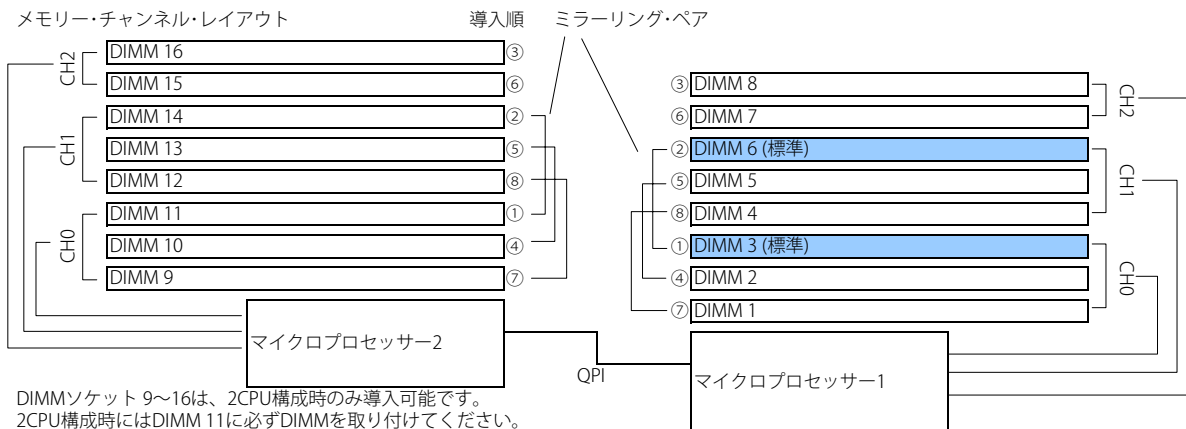 メモリー・チャンネル・レイアウト 導入順 ミラーリング・ペア
CH2
DIMM 16 ③
DIMM 15 ⑥
CH1
DIMM 14 ②
DIMM 13 ⑤
DIMM 12 ⑧
CH0
DIMM 11 ①
DIMM 10 ④
DIMM 9 ⑦
③ DIMM 8
⑥ DIMM 7
CH2
② DIMM 6 (標準)
⑤ DIMM 5
⑧ DIMM 4
CH1
① DIMM 3 (標準)
④ DIMM 2
⑦ DIMM 1
CH0
マイクロプロセッサー2
QPI
マイクロプロセッサー1
DIMMソケット 9～16は、2CPU構成時のみ導入可能です。
2CPU構成時にはDIMM 11に必ずDIMMを取り付けてください。